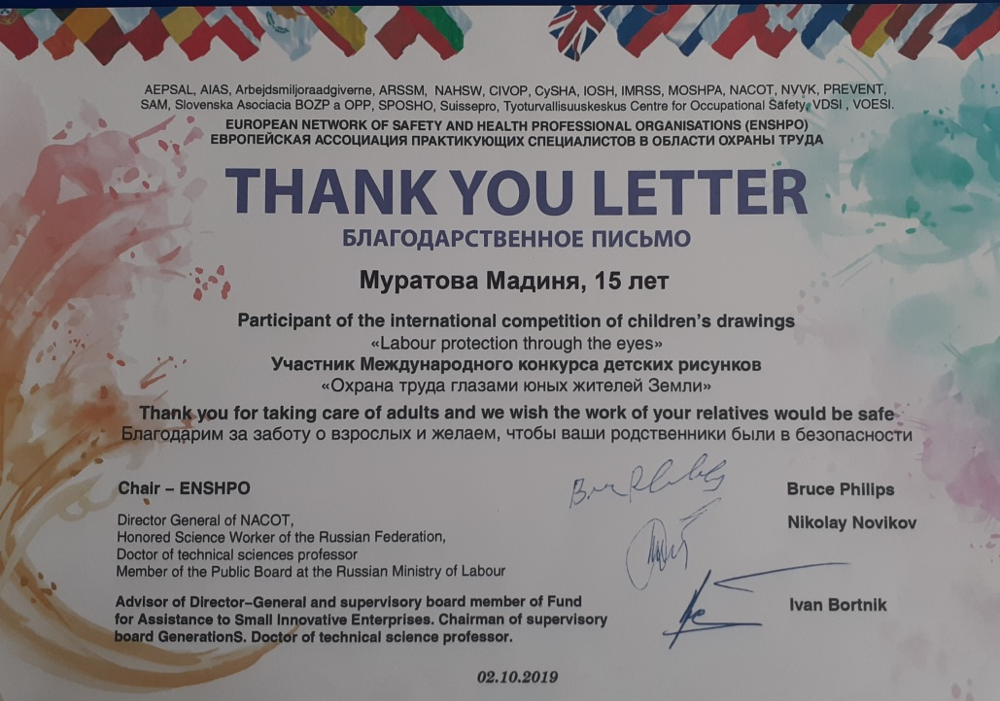 AEPSAL, AIAS, Arbejdsmiljoraadgiverne, ARSSM, NAHSW, CIVOP, CySHA, IOSH, IMRSS, MOSHPA, NACOT, NVVK, PREVENT,
SAM, Slovenska Asociacia BOZP a OPP, SPOSHO, Suissepro, Tyoturvallisuuskeskus Centre for Occupational Safety, VDSI , VOESI.
EUROPEAN NETWORK OF SAFETY AND HEALTH PROFESSIONAL ORGANISATIONS (ENSHPO)
ЕВРОПЕЙСКАЯ АССОЦИАЦИЯ ПРАКТИКУЮЩИХ СПЕЦИАЛИСТОВ В ОБЛАСТИ ОХРАНЫ ТРУДА
THANK YOU LETTER
БЛАГОДАРСТВЕННОЕ ПИСЬМО
Муратова Мадиня, 15 лет
Participant of the international competition of children's drawings
«Labour protection through the eyes»
Участник Международного конкурса детских рисунков
«Охрана труда глазами юных жителей Земли»
Thank you for taking care of adults and we wish the work of your relatives would be safe
Благодарим за заботу о взрослых и желаем, чтобы ваши родственники были в безопасности
Chair – ENSHPO Bruce Philips
Director General of NACOT, Nikolay Novikov
Honored Science Worker of the Russian Federation,
Doctor of technical sciences professor
Member of the Public Board at the Russian Ministry of Labour
Advisor of Director–General and supervisory board member of Fund Ivan Bortnik
for Assistance to Small Innovative Enterprises. Chairman of supervisory
board GenerationS. Doctor of technical science professor.
02.10.2019